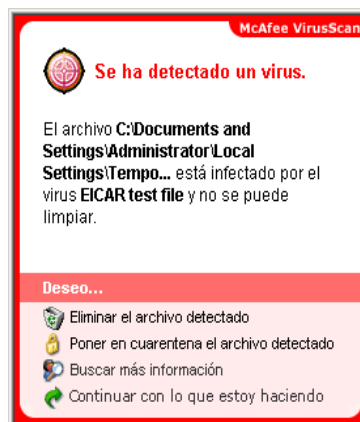 McAfee VirusScan
Se ha detectado un virus.
El archivo C:\Documents and
Settings\Administrator\Local
Settings\Tempo... está infectado por el
virus EICAR test file y no se puede
limpiar.
Deseo...
Eliminar el archivo detectado
Poner en cuarentena el archivo detectado
Buscar más información
Continuar con lo que estoy haciendo